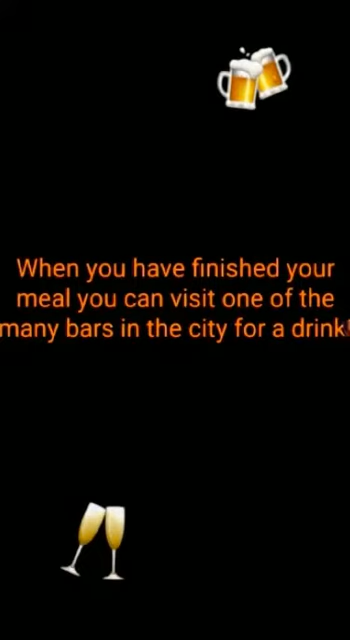 When you have finished your
meal you can visit one of the
many bars in the city for a drink!